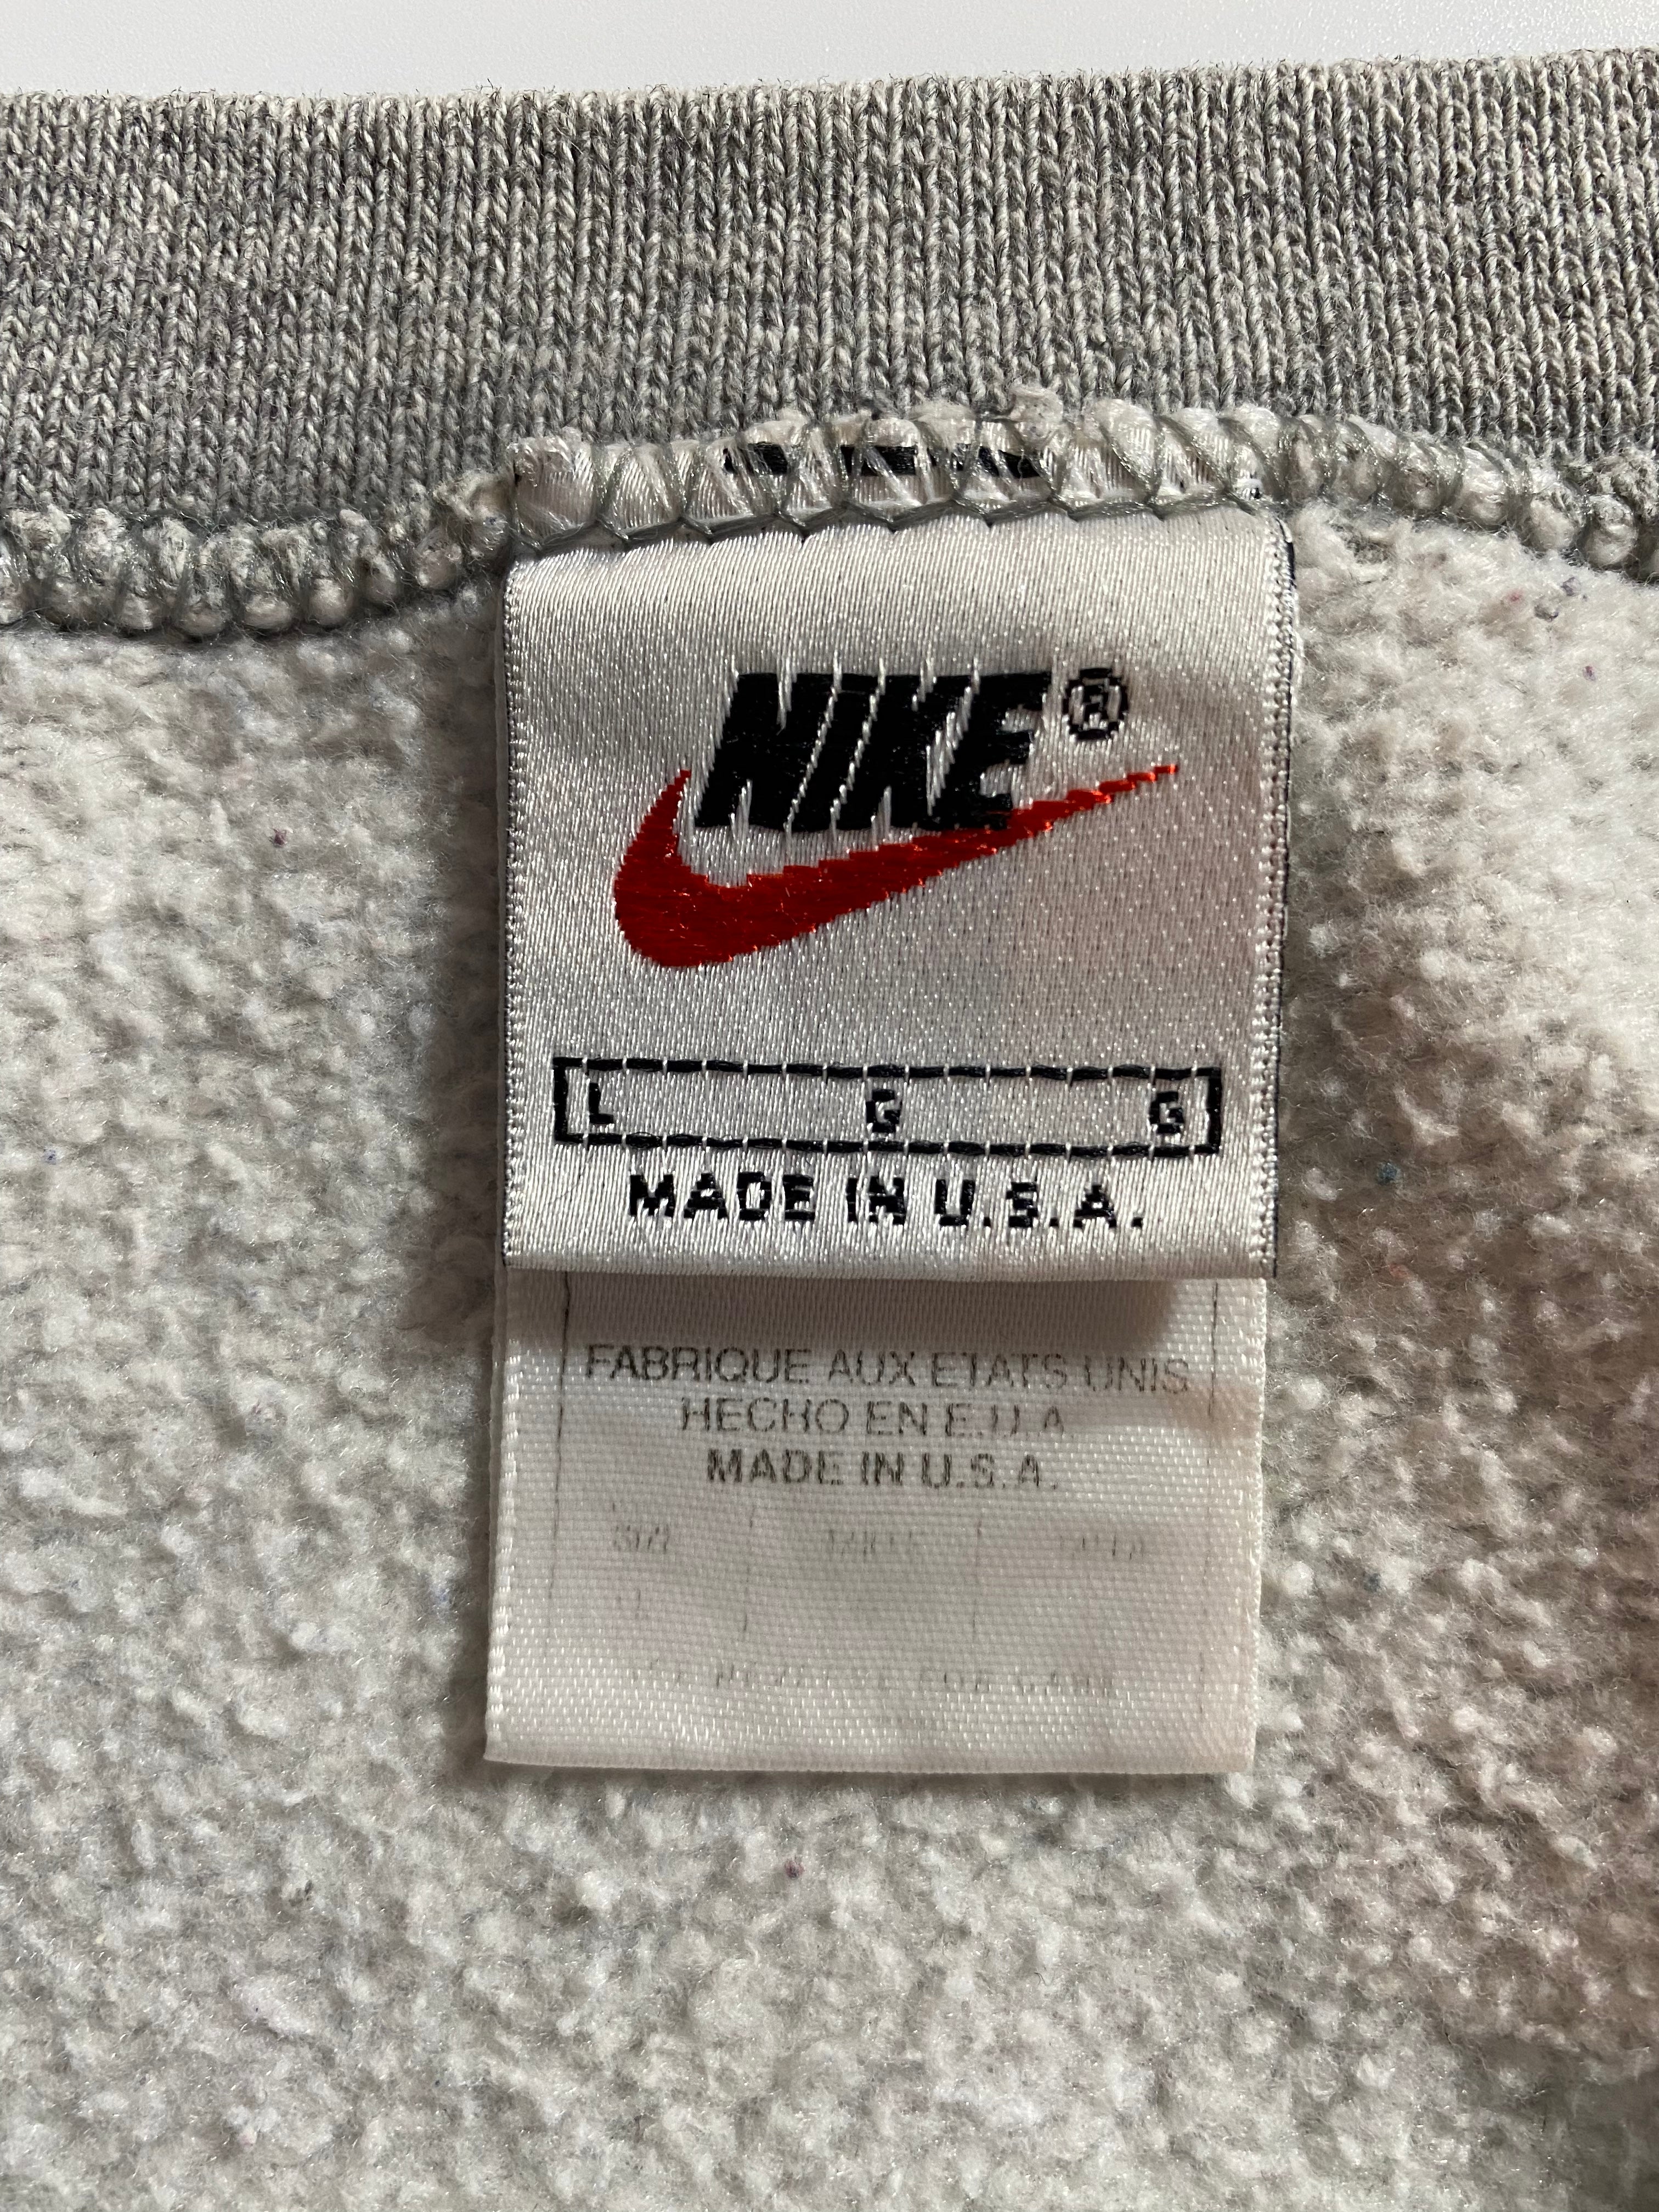 NIKE®
L G G
MADE IN U.S.A.
FABRIQUE AUX ETATS UNIS
HECHO EN E.U.A
MADE IN U.S.A.